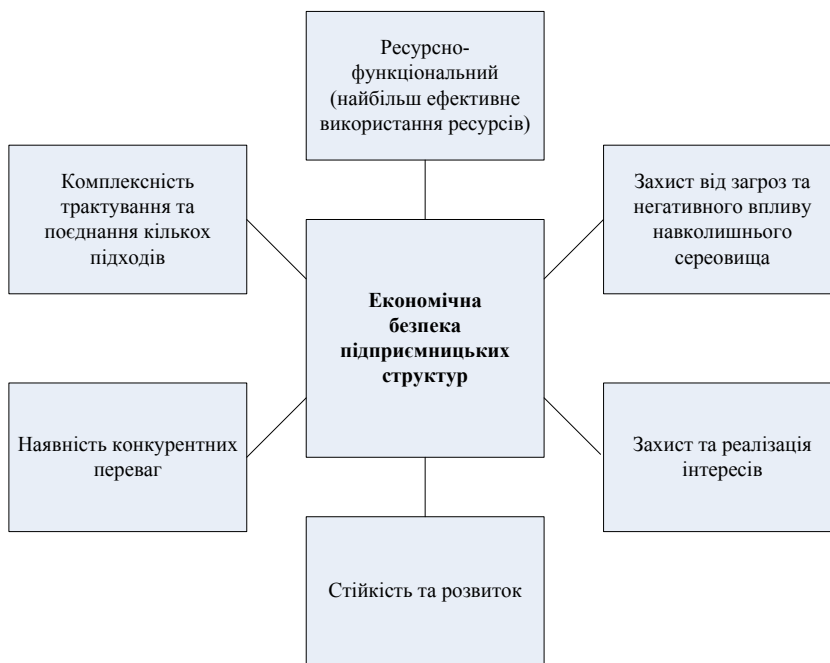 Ресурсно-
функціональний
(найбільш ефективне
використання ресурсів)
Комплексність
трактування та
поєднання кількох
підходів
Захист від загроз та
негативного впливу
навколишнього
сереовища
Економічна
безпека
підприємницьких
структур
Наявність конкурентних
переваг
Захист та реалізація
інтересів
Стійкість та розвиток